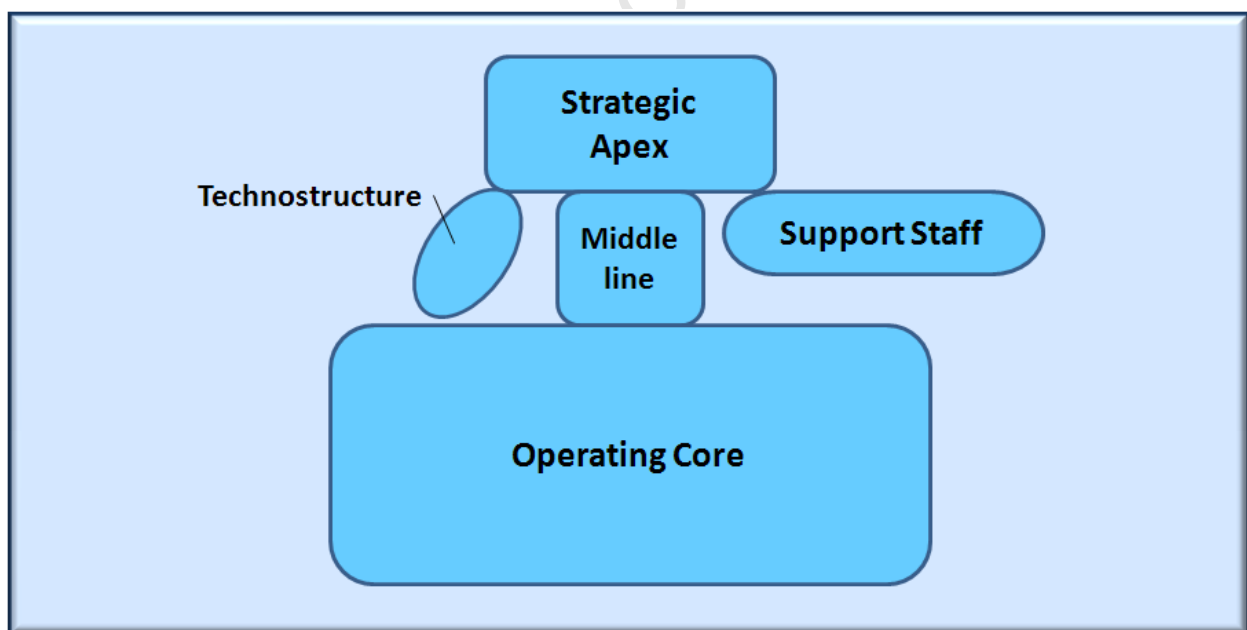 Strategic
Apex
Technostructure
Middle
line
Support Staff
Operating Core